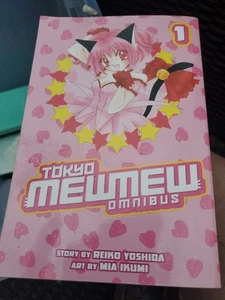 1
TOKYO
MEWMEW
OMNIBUS
STORY BY REIKO YOSHIDA
ART BY MIA IKUMI